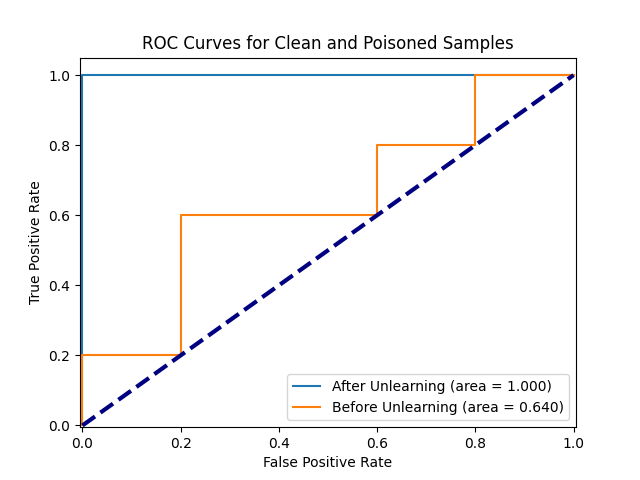 ROC Curves for Clean and Poisoned Samples
1.0
0.8
0.6
0.4
0.2
0.0
True Positive Rate
0.0 0.2 0.4 0.6 0.8 1.0
False Positive Rate
After Unlearning (area = 1.000)
Before Unlearning (area = 0.640)